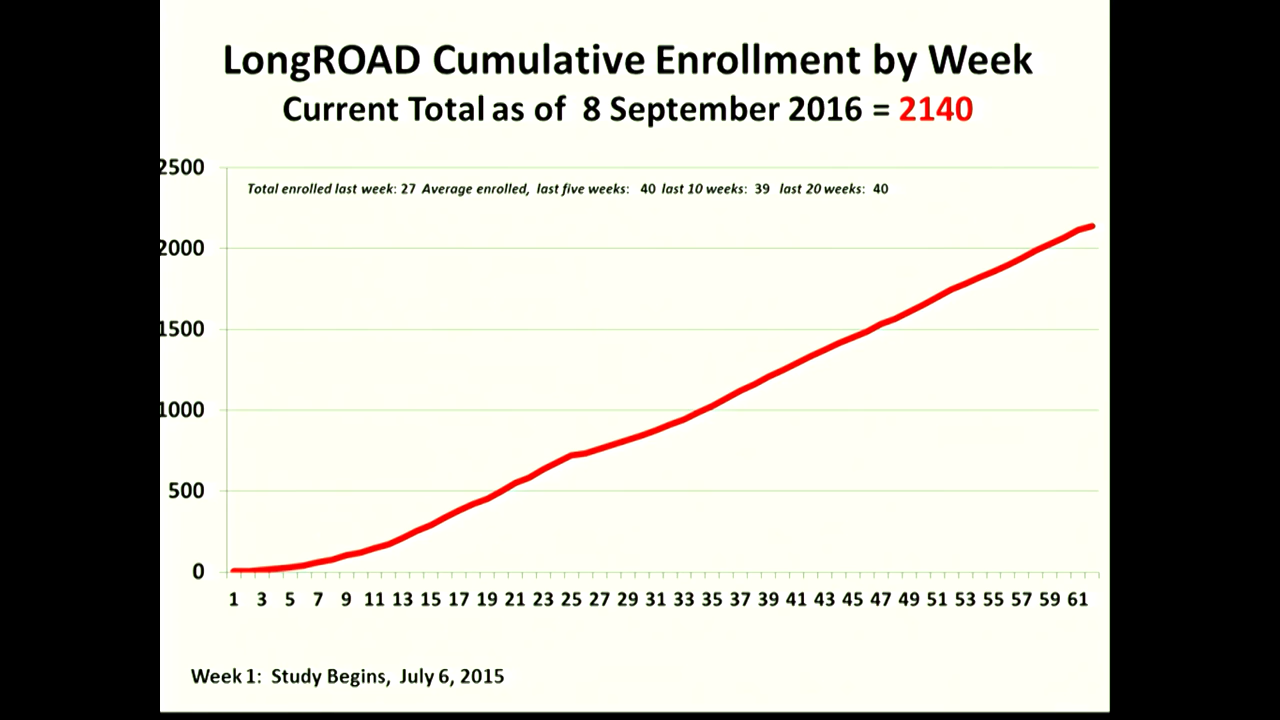 LongROAD Cumulative Enrollment by Week
Current Total as of 8 September 2016 = 2140
2500
Total enrolled last week: 27 Average enrolled, last five weeks: 40 last 10 weeks: 39 last 20 weeks: 40
2000
1500
1000
500
0
1 3 5 7 9 11 13 15 17 19 21 23 25 27 29 31 33 35 37 39 41 43 45 47 49 51 53 55 57 59 61
Week 1: Study Begins, July 6, 2015